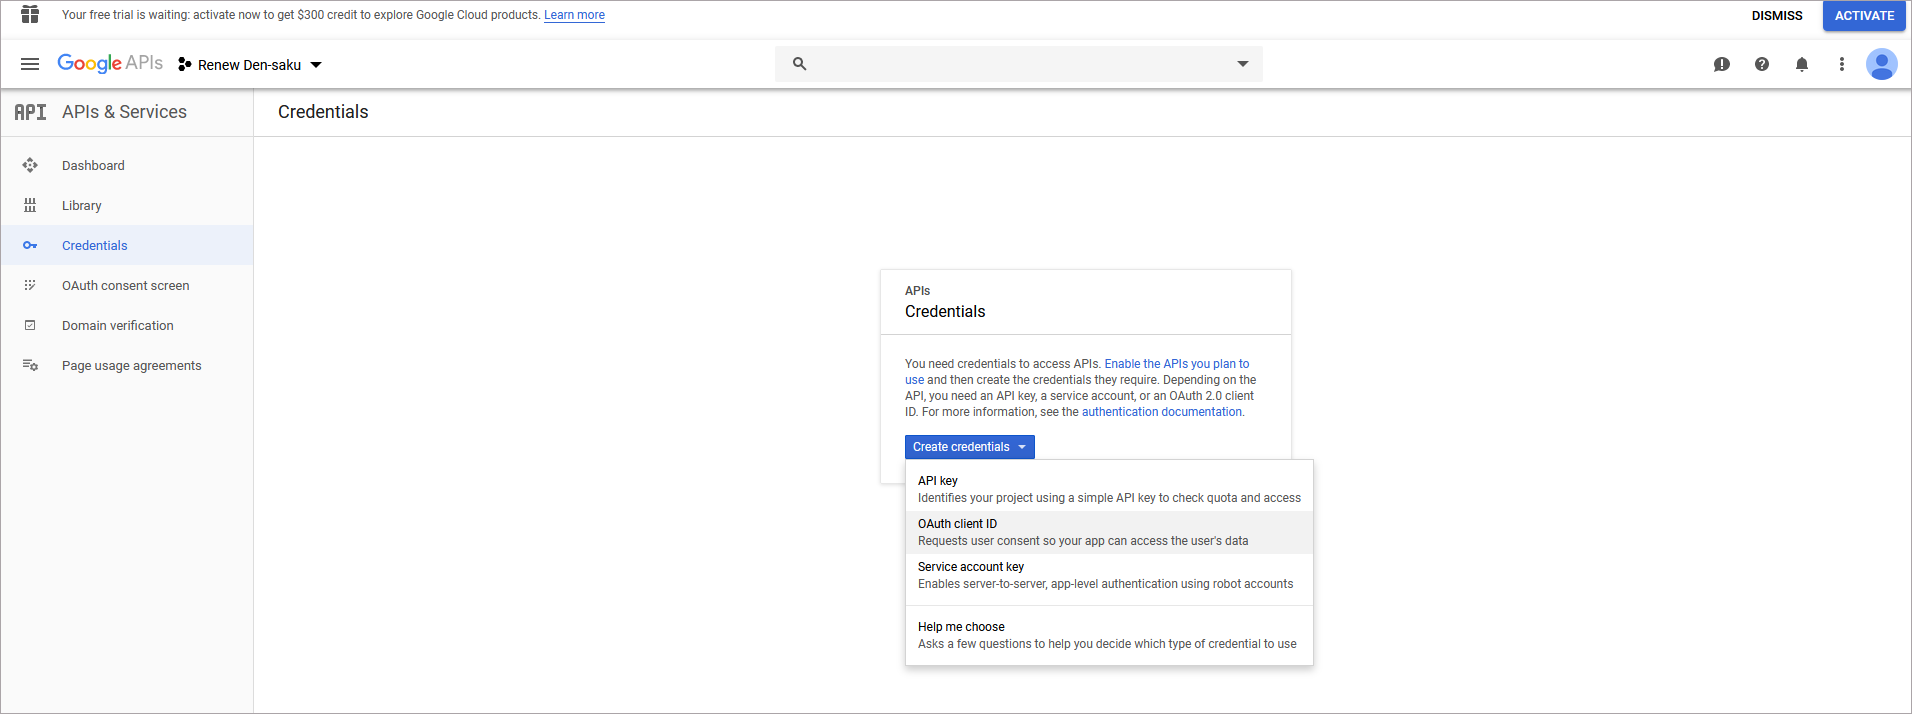 Your free trial is waiting: activate now to get $300 credit to explore Google Cloud products. Learn more
DISMISS
ACTIVATE
Google APIs
Renew Den-saku
API
APIs & Services
Credentials
Dashboard
Library
Credentials
OAuth consent screen
Domain verification
Page usage agreements
APIs
Credentials
You need credentials to access APIs. Enable the APIs you plan to
use and then create the credentials they require. Depending on the
API, you need an API key, a service account, or an OAuth 2.0 client
ID. For more information, see the authentication documentation.
Create credentials
API key
Identifies your project using a simple API key to check quota and access
OAuth client ID
Requests user consent so your app can access the user's data
Service account key
Enables server-to-server, app-level authentication using robot accounts
Help me choose
Asks a few questions to help you decide which type of credential to use